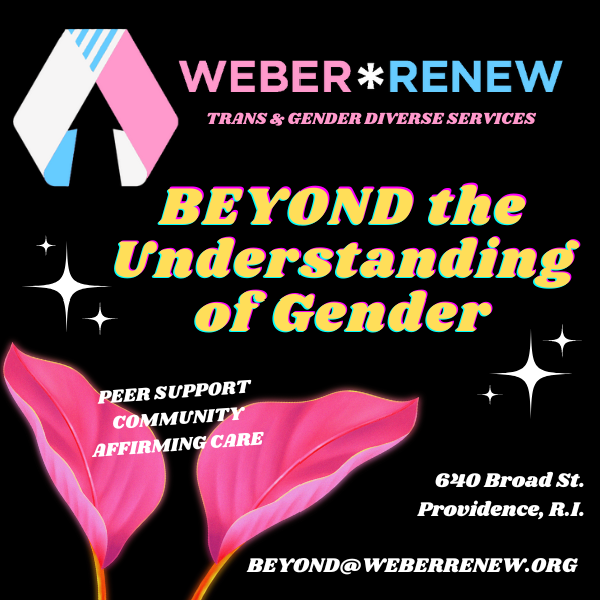 WEBER*RENEW
TRANS & GENDER DIVERSE SERVICES
BEYOND the
Understanding
of Gender
PEER SUPPORT
COMMUNITY
AFFIRMING CARE
640 Broad St.
Providence, R.I.
BEYOND@WEBERRENEW.ORG